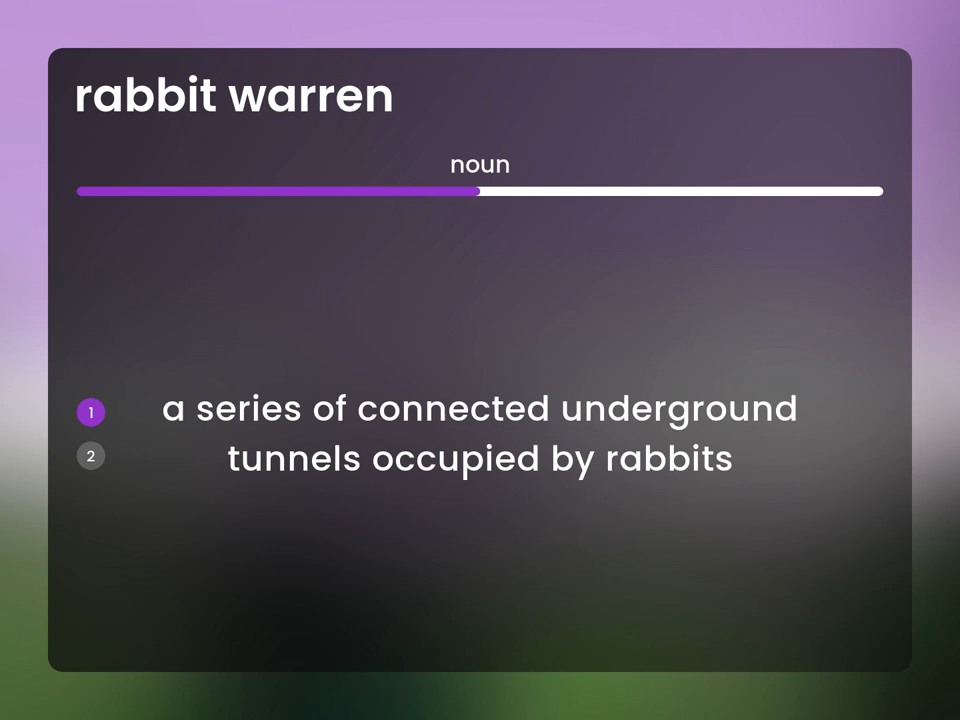 rabbit warren
noun
1
a series of connected underground
2
tunnels occupied by rabbits